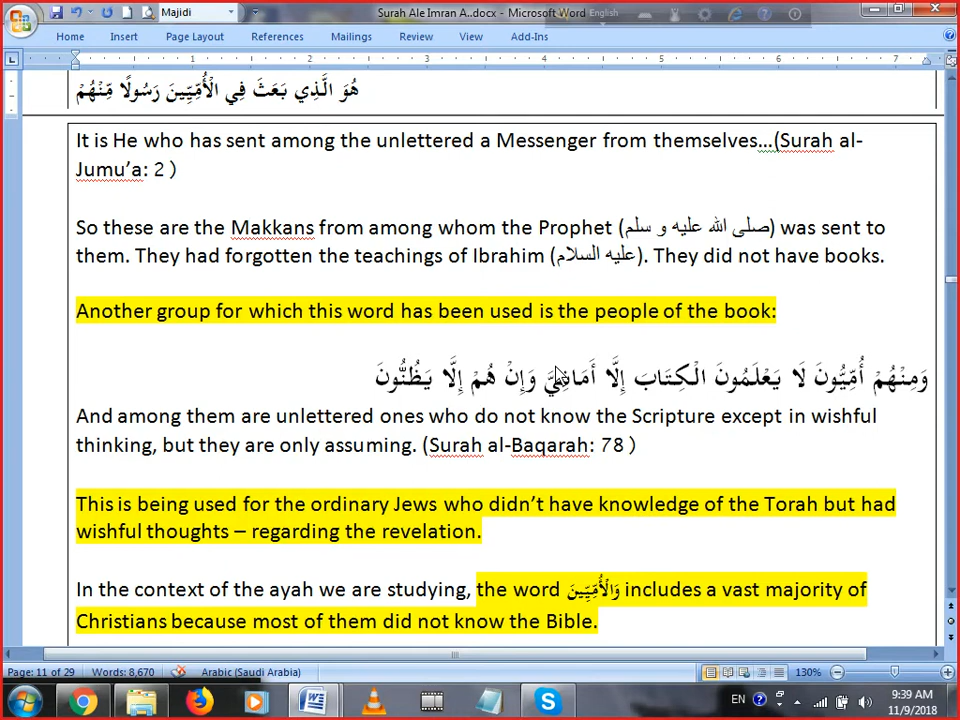 Majidi
Surah Ale Imran A..docx - Microsoft Word English
Home Insert Page Layout References Mailings Review View Add-Ins
1 2 3 4 5 6 7
هُوَ الَّذِي بَعَثَ فِي الْأُمِّيِّينَ رَسُولًا مِّنْهُمْ
It is He who has sent among the unlettered a Messenger from themselves...(Surah al-
Jumu’a: 2 )
So these are the Makkans from among whom the Prophet (صلى الله عليه و سلم) was sent to
them. They had forgotten the teachings of Ibrahim (عليه السلام). They did not have books.
Another group for which this word has been used is the people of the book:
وَمِنْهُمْ أُمِّيُّونَ لَا يَعْلَمُونَ الْكِتَابَ إِلَّا أَمَانِيَّ وَإِنْ هُمْ إِلَّا يَظُنُّونَ
And among them are unlettered ones who do not know the Scripture except in wishful
thinking, but they are only assuming. (Surah al-Baqarah: 78 )
This is being used for the ordinary Jews who didn’t have knowledge of the Torah but had
wishful thoughts – regarding the revelation.
In the context of the ayah we are studying, the word وَالْأُمِّيِّينَ includes a vast majority of
Christians because most of them did not know the Bible.
Page: 11 of 29 Words: 8,670 Arabic (Saudi Arabia) 130%
EN 9:39 AM
11/9/2018